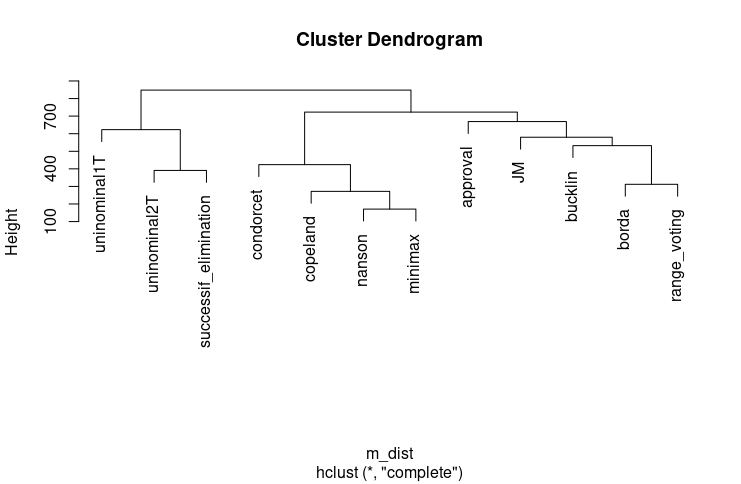 Cluster Dendrogram
Height
700
400
100
uninominal1T
uninominal2T
successif_elimination
condorcet
copeland
nanson
minimax
approval
JM
bucklin
borda
range_voting
m_dist
hclust (*, "complete")